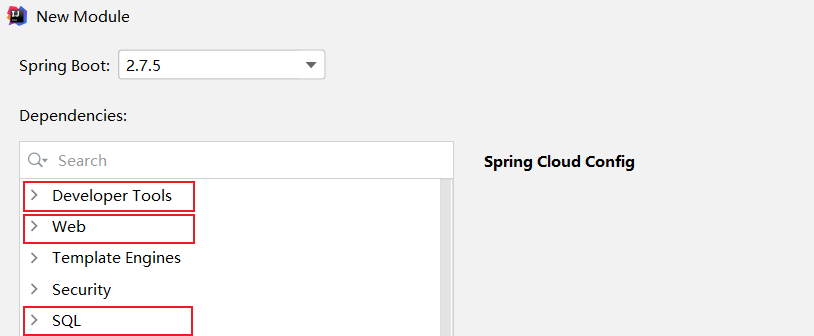 New Module
Spring Boot: 2.7.5
Dependencies:
Search
Spring Cloud Config
Developer Tools
Web
Template Engines
Security
SQL